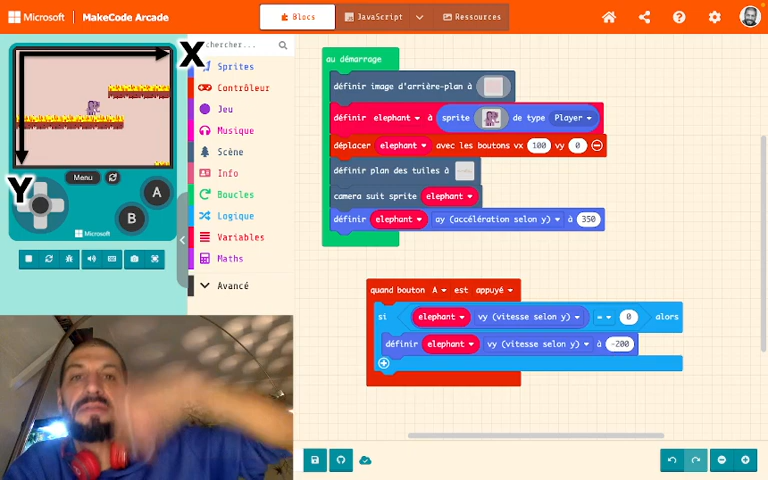 Microsoft MakeCode Arcade Blocs JavaScript Ressources
X
Y
Menu
A
B
Microsoft
chercher...
Sprites
Contrôleur
Jeu
Musique
Scène
Info
Boucles
Logique
Variables
Maths
Avancé
au démarrage
définir image d'arrière-plan à
définir elephant à sprite de type Player
déplacer elephant avec les boutons vx 100 vy 0
définir plan des tuiles à
camera suit sprite elephant
définir elephant ay (accélération selon y) à 350
quand bouton A est appuyé
si elephant vy (vitesse selon y) = 0 alors
définir elephant vy (vitesse selon y) à -200